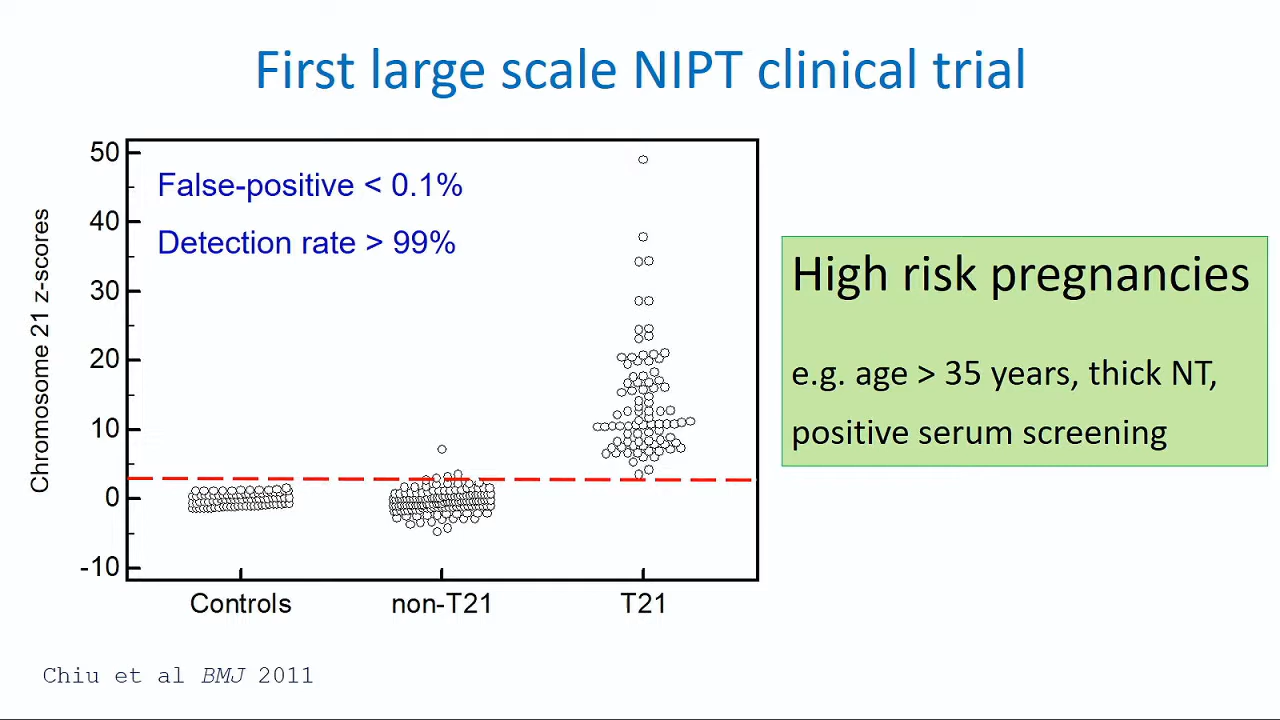 First large scale NIPT clinical trial
50
40
30
20
10
0
-10
Chromosome 21 z-scores
False-positive < 0.1%
Detection rate > 99%
Controls
non-T21
T21
High risk pregnancies
e.g. age > 35 years, thick NT,
positive serum screening
Chiu et al BMJ 2011